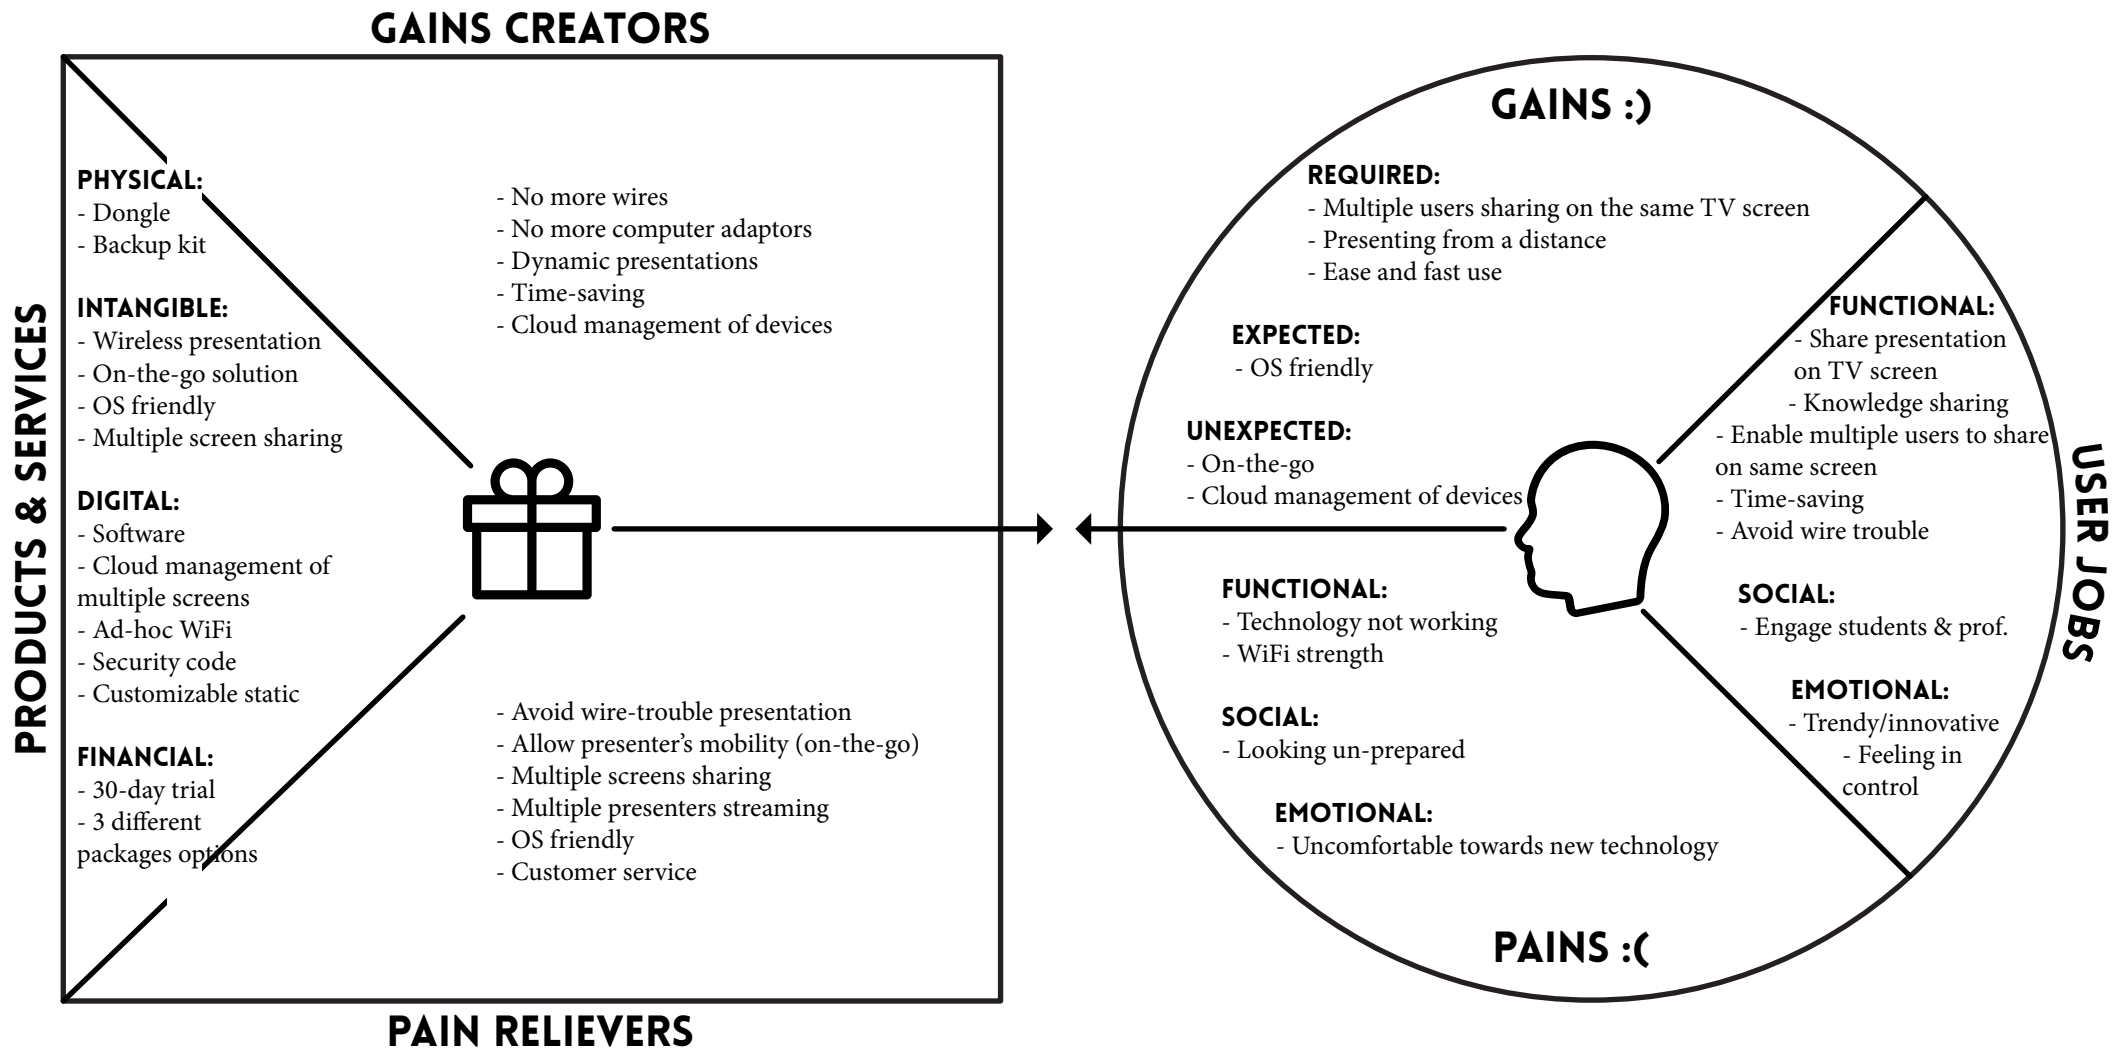 GAINS CREATORS
PRODUCTS & SERVICES
PHYSICAL:
- Dongle
- Backup kit
INTANGIBLE:
- Wireless presentation
- On-the-go solution
- OS friendly
- Multiple screen sharing
DIGITAL:
- Software
- Cloud management of
multiple screens
- Ad-hoc WiFi
- Security code
- Customizable static
FINANCIAL:
- 30-day trial
- 3 different
packages options
- No more wires
- No more computer adaptors
- Dynamic presentations
- Time-saving
- Cloud management of devices
- Avoid wire-trouble presentation
- Allow presenter’s mobility (on-the-go)
- Multiple screens sharing
- Multiple presenters streaming
- OS friendly
- Customer service
PAIN RELIEVERS
GAINS :)
REQUIRED:
- Multiple users sharing on the same TV screen
- Presenting from a distance
- Ease and fast use
EXPECTED:
- OS friendly
UNEXPECTED:
- On-the-go
- Cloud management of devices
FUNCTIONAL:
- Technology not working
- WiFi strength
SOCIAL:
- Looking un-prepared
EMOTIONAL:
- Uncomfortable towards new technology
PAINS :(
FUNCTIONAL:
- Share presentation
on TV screen
- Knowledge sharing
- Enable multiple users to share
on same screen
- Time-saving
- Avoid wire trouble
SOCIAL:
- Engage students & prof.
EMOTIONAL:
- Trendy/innovative
- Feeling in
control
USER JOBS